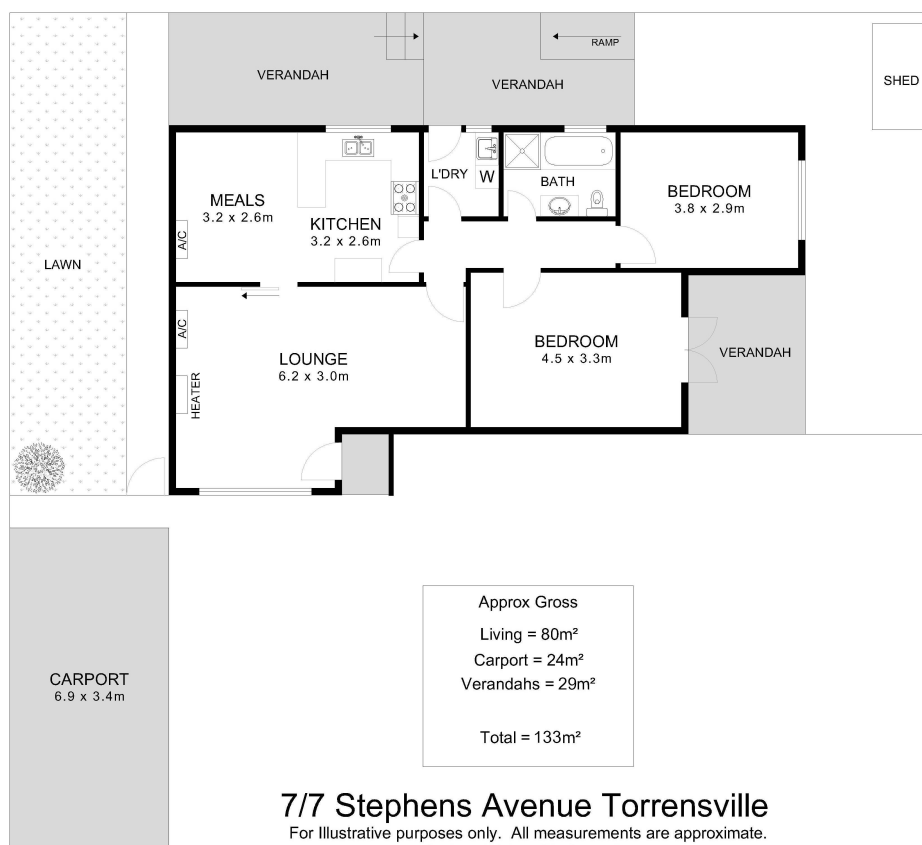 RAMP
VERANDAH
VERANDAH
SHED
L'DRY
W
BATH
MEALS
3.2 x 2.6m
KITCHEN
3.2 x 2.6m
BEDROOM
3.8 x 2.9m
A/C
LAWN
A/C
LOUNGE
6.2 x 3.0m
HEATER
BEDROOM
4.5 x 3.3m
VERANDAH
CARPORT
6.9 x 3.4m
Approx Gross
Living = 80m²
Carport = 24m²
Verandahs = 29m²
Total = 133m²
7/7 Stephens Avenue Torrensville
For Illustrative purposes only. All measurements are approximate.